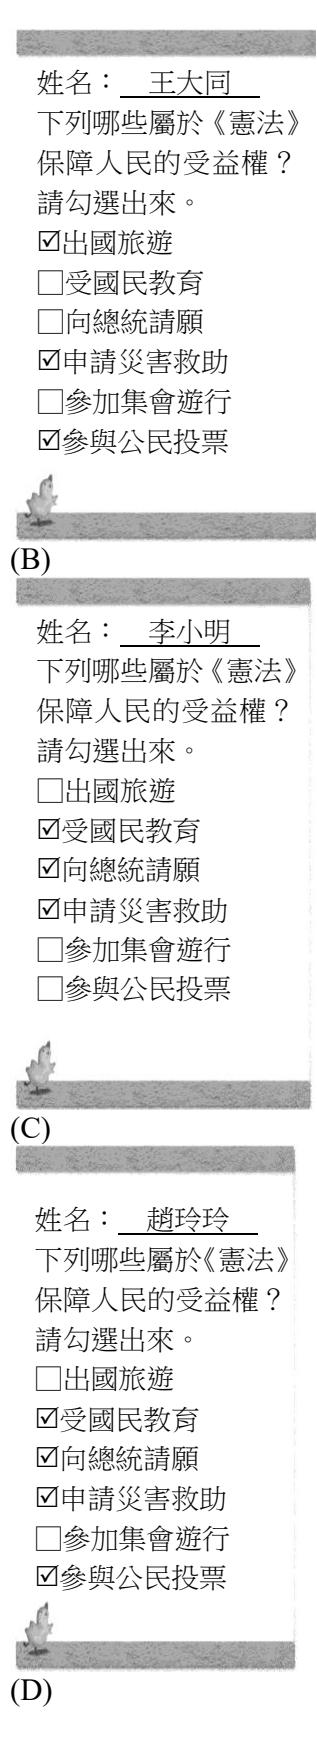 姓名： 王大同
下列哪些屬於《憲法》
保障人民的受益權？
請勾選出來。
☑出國旅遊
□受國民教育
□向總統請願
☑申請災害救助
□參加集會遊行
☑參與公民投票
(B)
姓名： 李小明
下列哪些屬於《憲法》
保障人民的受益權？
請勾選出來。
□出國旅遊
☑受國民教育
☑向總統請願
☑申請災害救助
□參加集會遊行
□參與公民投票
(C)
姓名： 趙玲玲
下列哪些屬於《憲法》
保障人民的受益權？
請勾選出來。
□出國旅遊
☑受國民教育
☑向總統請願
☑申請災害救助
□參加集會遊行
☑參與公民投票
(D)